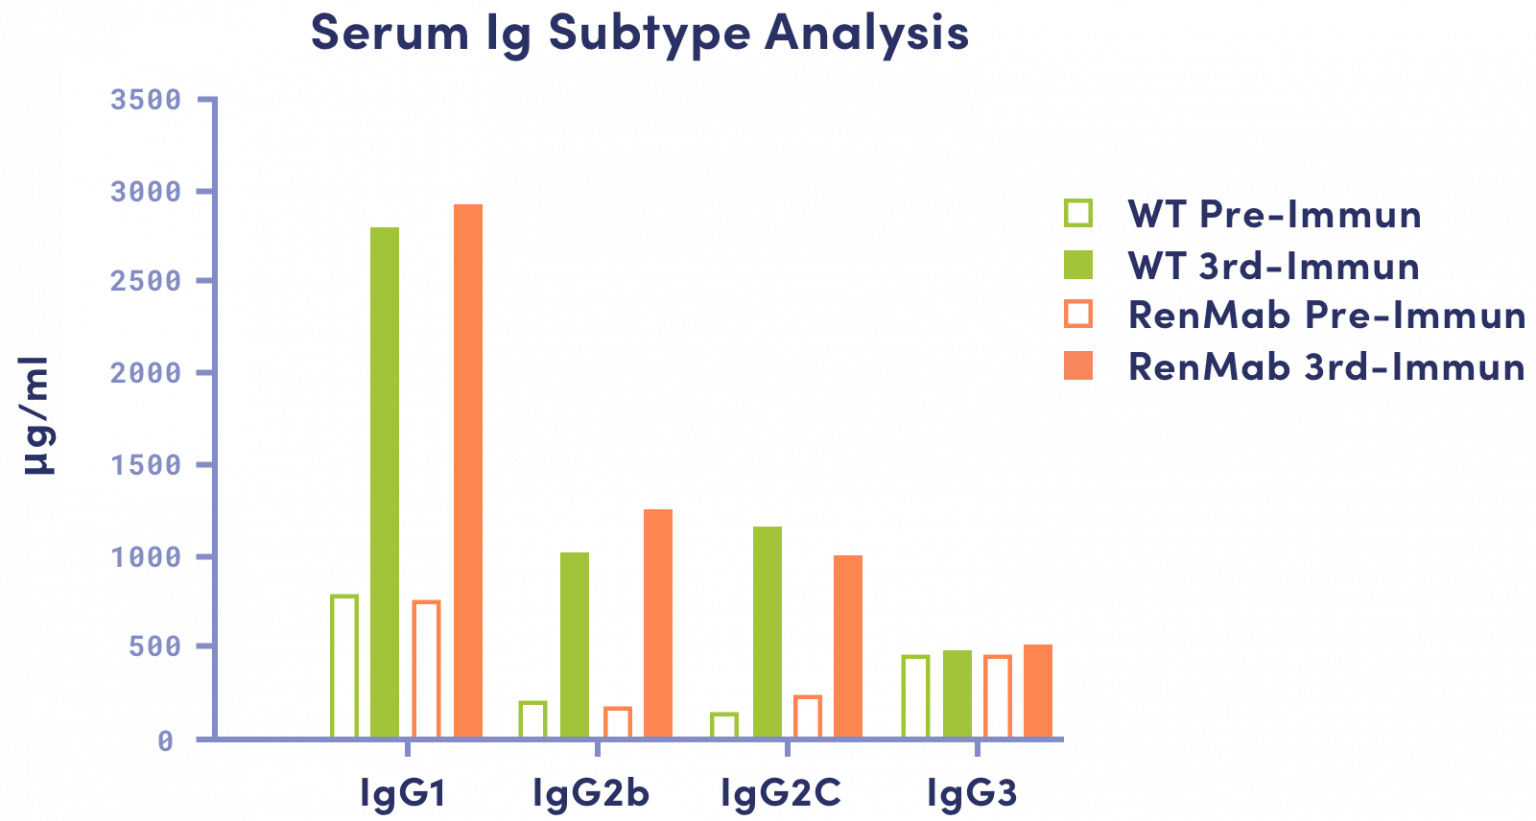 Serum Ig Subtype Analysis
3500
3000
2500
2000
1500
1000
500
0
µg/ml
IgG1
IgG2b
IgG2C
IgG3
WT Pre-Immun
WT 3rd-Immun
RenMab Pre-Immun
RenMab 3rd-Immun